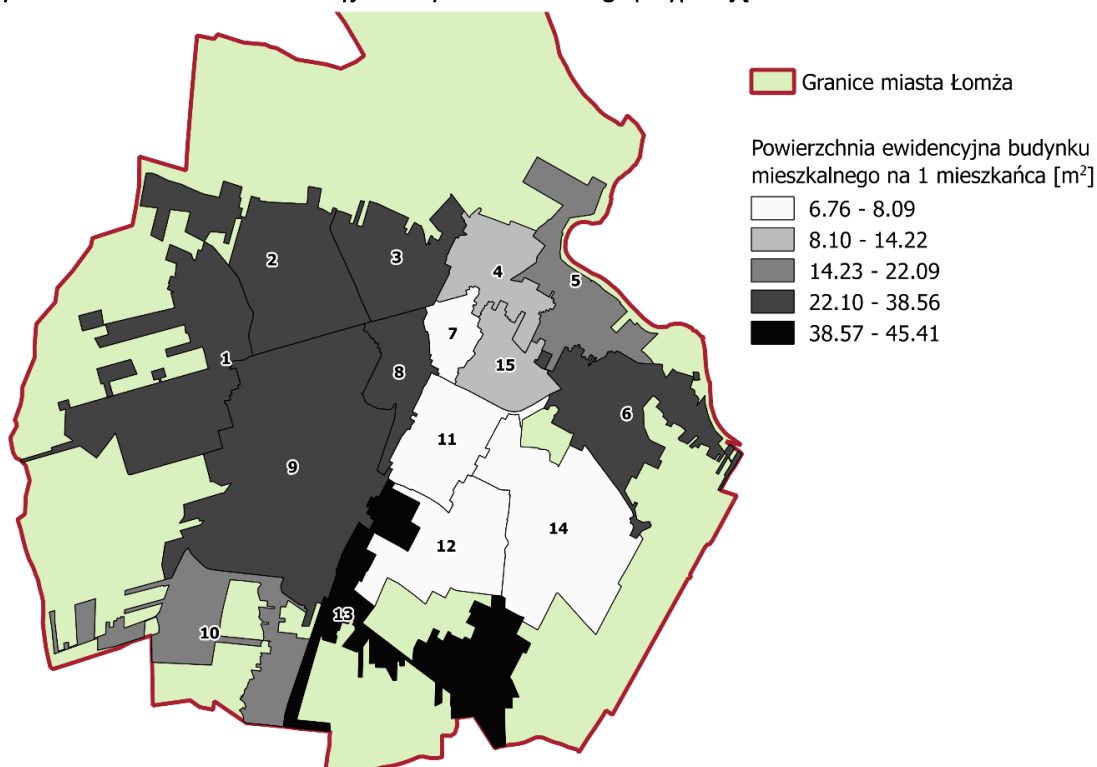 Granice miasta Łomża
Powierzchnia ewidencyjna budynku
mieszkalnego na 1 mieszkańca [m²]
6.76 - 8.09
8.10 - 14.22
14.23 - 22.09
22.10 - 38.56
38.57 - 45.41
2
3
4
5
7
1
8
15
6
11
9
14
12
13
10